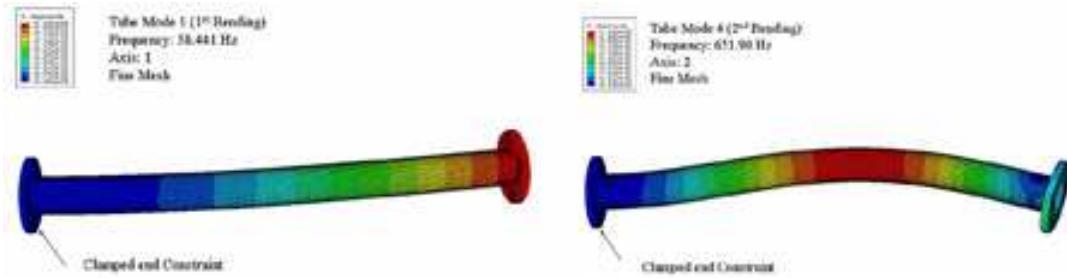 Tube Mode 1 (1st Bending)
Frequency: 38.441 Hz
Axis: 1
Fine Mesh
Clamped end Constraint
Tube Mode 4 (2nd Bending)
Frequency: 651.90 Hz
Axis: 2
Fine Mesh
Clamped end Constraint